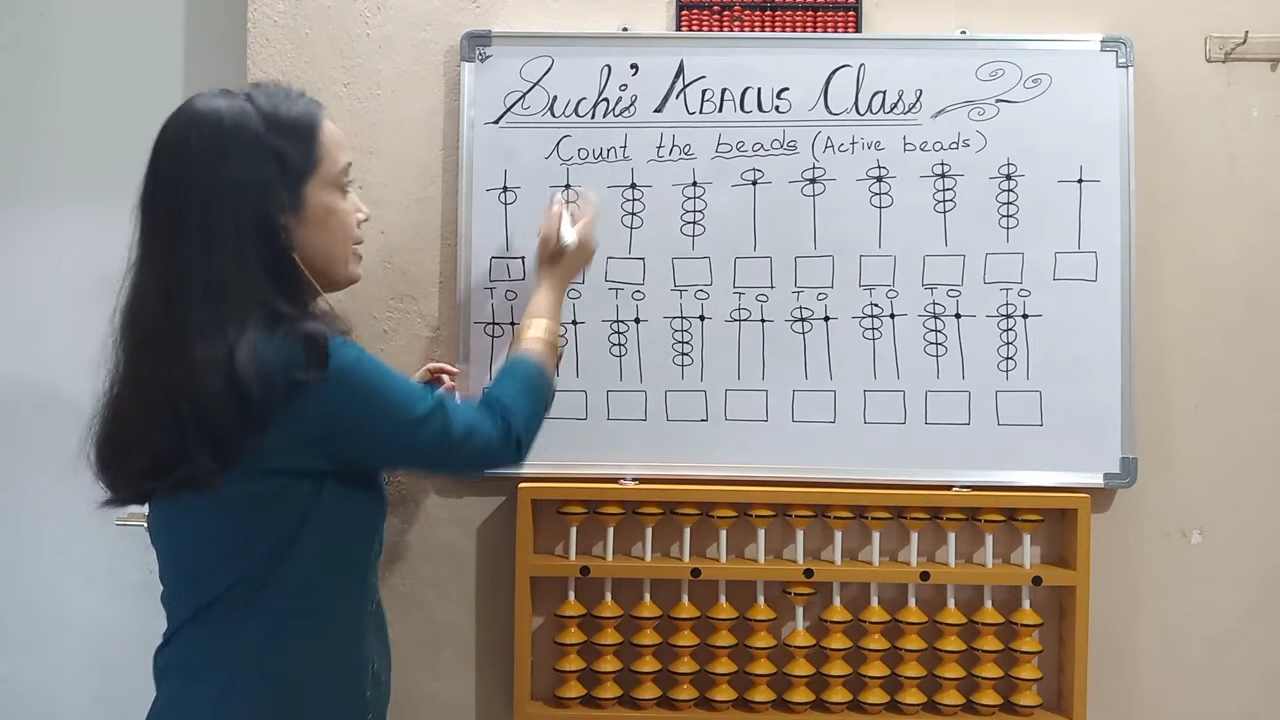 Suchi's ABACUS Class
Count the beads (Active beads)
1
T O O T O T O T O T O T O T O T O